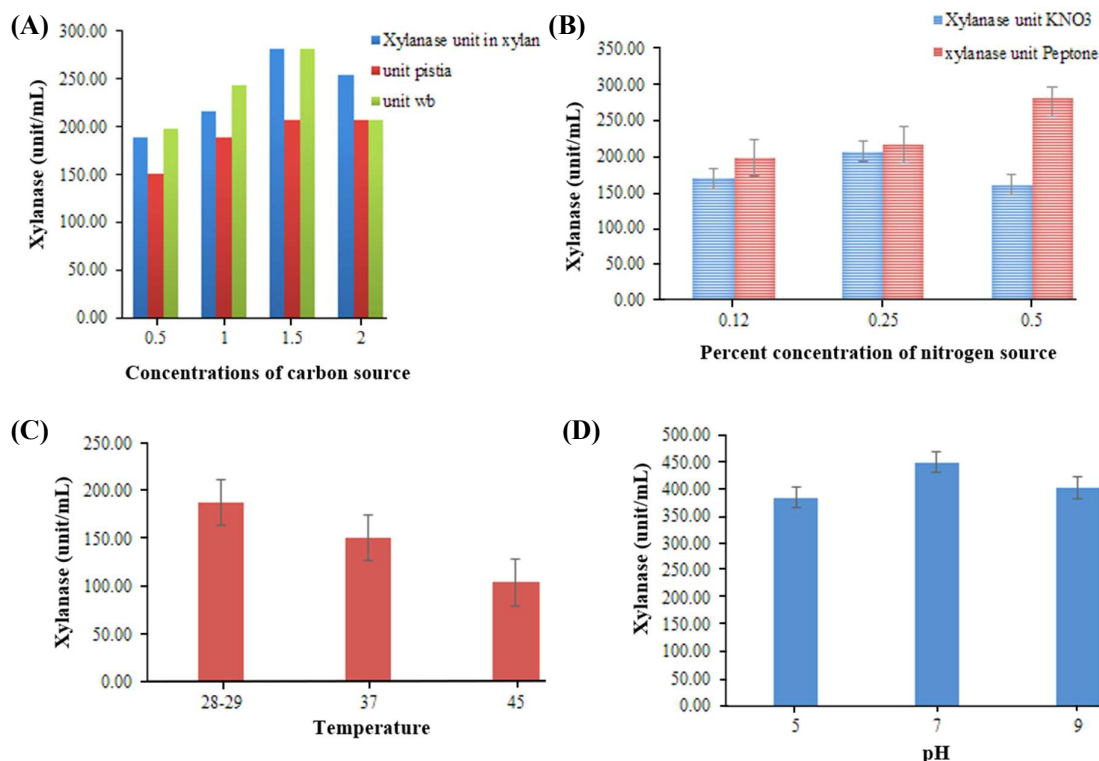 (A)
Xylanase unit in xylan
unit pistia
unit wb
Xylanase (unit/mL)
300.00
250.00
200.00
150.00
100.00
50.00
0.00
0.5 1 1.5 2
Concentrations of carbon source
(B)
Xylanase unit KNO3
xylanase unit Peptone
Xylanase (unit/mL)
350.00
300.00
250.00
200.00
150.00
100.00
50.00
0.00
0.12 0.25 0.5
Percent concentration of nitrogen source
(C)
Xylanase (unit/mL)
250.00
200.00
150.00
100.00
50.00
0.00
28-29 37 45
Temperature
(D)
Xylanase (unit/mL)
500.00
450.00
400.00
350.00
300.00
250.00
200.00
150.00
100.00
50.00
0.00
5 7 9
pH